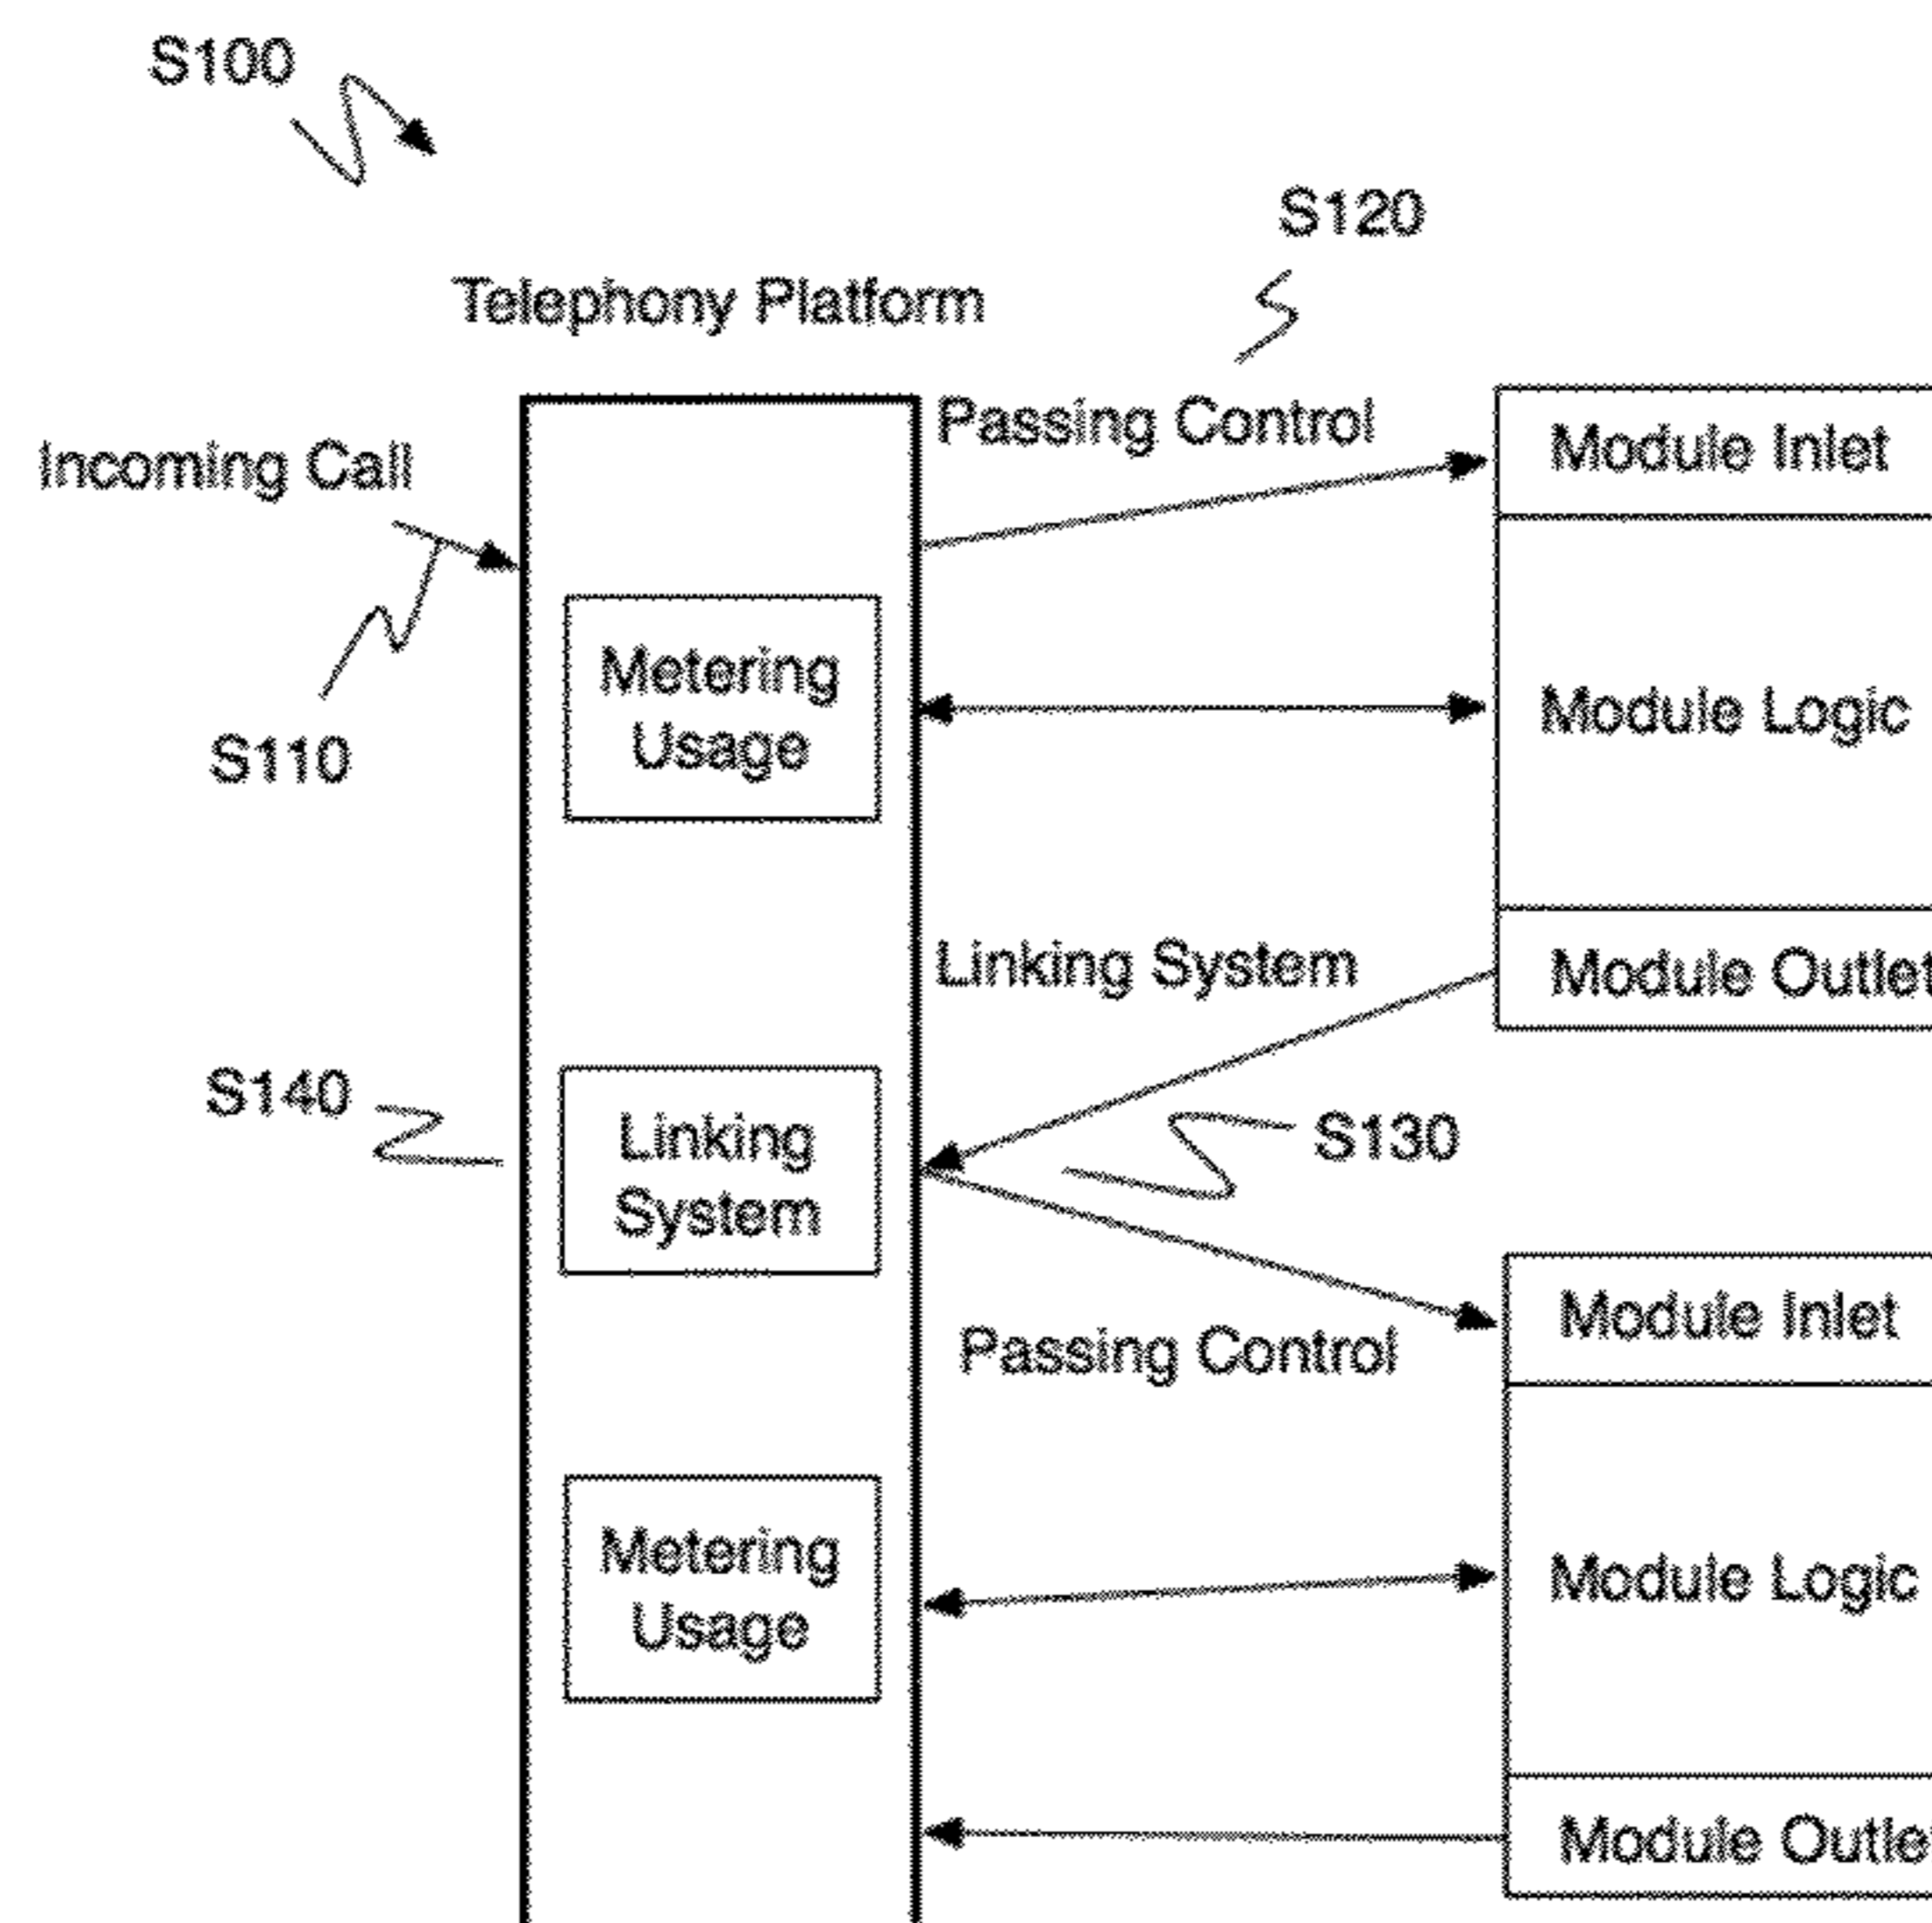 S100
S120
Telephony Platform
Passing Control
Incoming Call
Module Inlet
Metering
Usage
Module Logic
S110
Linking System
Module Outlet
S140
Linking
System
S130
Module Inlet
Passing Control
Metering
Usage
Module Logic
Module Outle